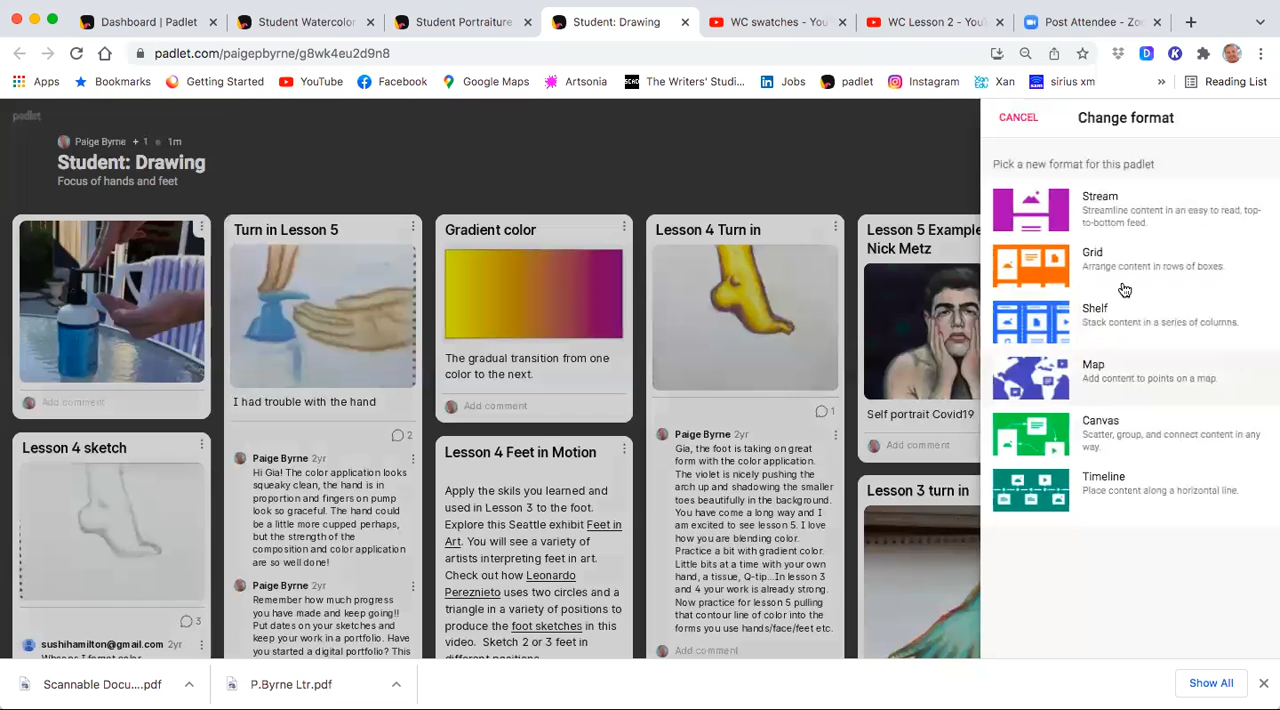 Dashboard | Padlet
Student Watercolor
Student Portraiture
Student: Drawing
WC swatches - You
WC Lesson 2 - You
Post Attendee - Zo
padlet.com/paigepbyrne/g8wk4eu2d9n8
Apps
Bookmarks
Getting Started
YouTube
Facebook
Google Maps
Artsonia
The Writers' Studi...
Jobs
padlet
Instagram
Xan
sirius xm
»
Reading List
padlet
Paige Byrne + 1 1m
Student: Drawing
Focus of hands and feet
Add comment
Lesson 4 sketch
3
sushihamilton@gmail.com 2yr
Turn in Lesson 5
I had trouble with the hand
2
Paige Byrne 2yr
Hi Gia! The color application looks
squeaky clean, the hand is in
proportion and fingers on pump
look so graceful. The hand could
be a little more cupped perhaps,
but the strength of the
composition and color application
are so well done!
Paige Byrne 2yr
Remember how much progress
you have made and keep going!!
Put dates on your sketches and
keep your work in a portfolio. Have
you started a digital portfolio? This
Gradient color
The gradual transition from one
color to the next.
Add comment
Lesson 4 Feet in Motion
Apply the skils you learned and
used in Lesson 3 to the foot.
Explore this Seattle exhibit Feet in
Art. You will see a variety of
artists interpreting feet in art.
Check out how Leonardo
Pereznieto uses two circles and a
triangle in a variety of positions to
produce the foot sketches in this
video. Sketch 2 or 3 feet in
different positions.
Lesson 4 Turn in
1
Paige Byrne 2yr
Gia, the foot is taking on great
form with the color application.
The violet is nicely pushing the
arch up and shadowing the smaller
toes beautifully in the background.
You have come a long way and I
am excited to see lesson 5. I love
how you are blending color.
Practice a bit with gradient color.
Little bits at a time with your own
hand, a tissue, Q-tip...In lesson 3
and 4 your work is already strong.
Now practice for lesson 5 pulling
that contour line of color into the
forms you use hands/face/feet etc.
Add comment
Lesson 5 Example
Nick Metz
Self portrait Covid19
Add comment
Lesson 3 turn in
CANCEL
Change format
Pick a new format for this padlet
Stream
Streamline content in an easy to read, top-
to-bottom feed.
Grid
Arrange content in rows of boxes.
Shelf
Stack content in a series of columns.
Map
Add content to points on a map.
Canvas
Scatter, group, and connect content in any
way.
Timeline
Place content along a horizontal line.
Scannable Docu....pdf
P.Byrne Ltr.pdf
Show All